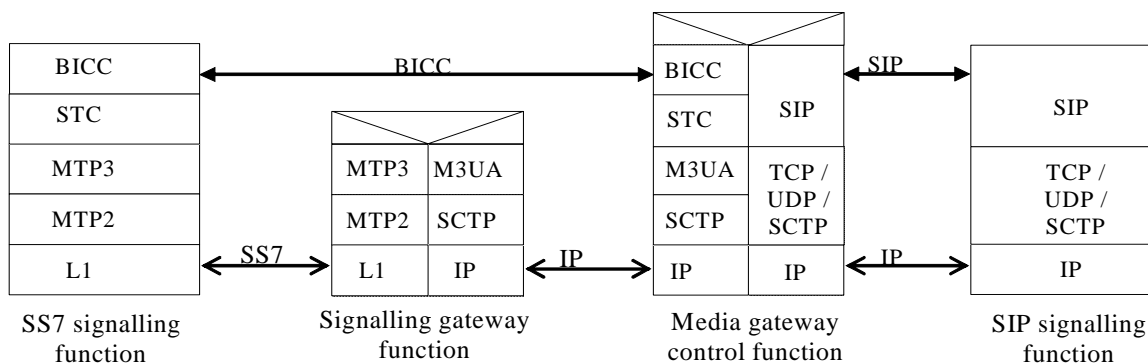 BICC
STC
MTP3
MTP2
L1
SS7 signalling
function
BICC
SS7
MTP3
M3UA
MTP2
SCTP
L1
IP
Signalling gateway
function
IP
BICC
STC
M3UA
SCTP
IP
SIP
TCP /
UDP /
SCTP
IP
Media gateway
control function
SIP
IP
SIP
TCP /
UDP /
SCTP
IP
SIP signalling
function